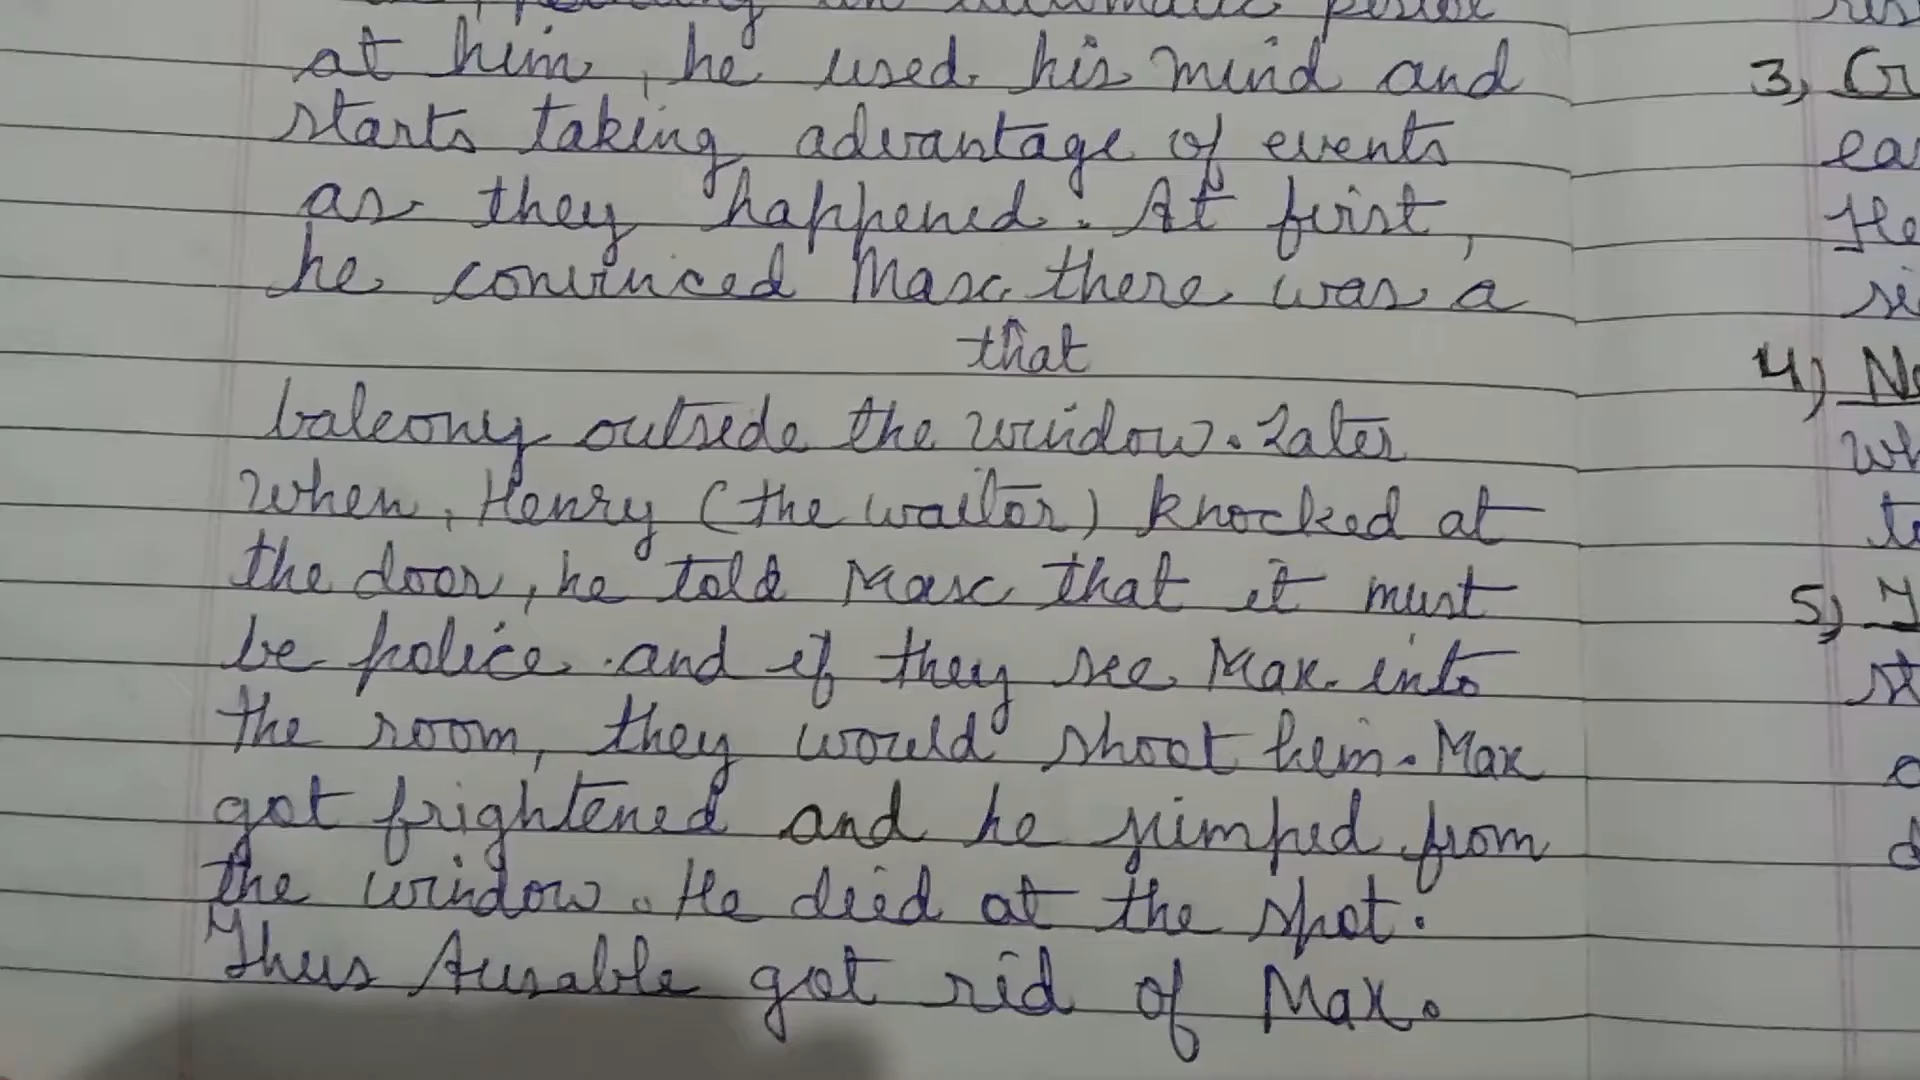 at him, he used his mind and
starts taking advantage of events
as they happened. At first,
he convinced Max there was a
that
balcony outside the window. Later
when, Henry (the waitor) knocked at
the door, he told Max that it must
be police and if they see Max into
the room, they would shoot him. Max
got frightened and he jumped from
the window. He died at the spot.
Thus Ausable got rid of Max.
3)
4)
5)